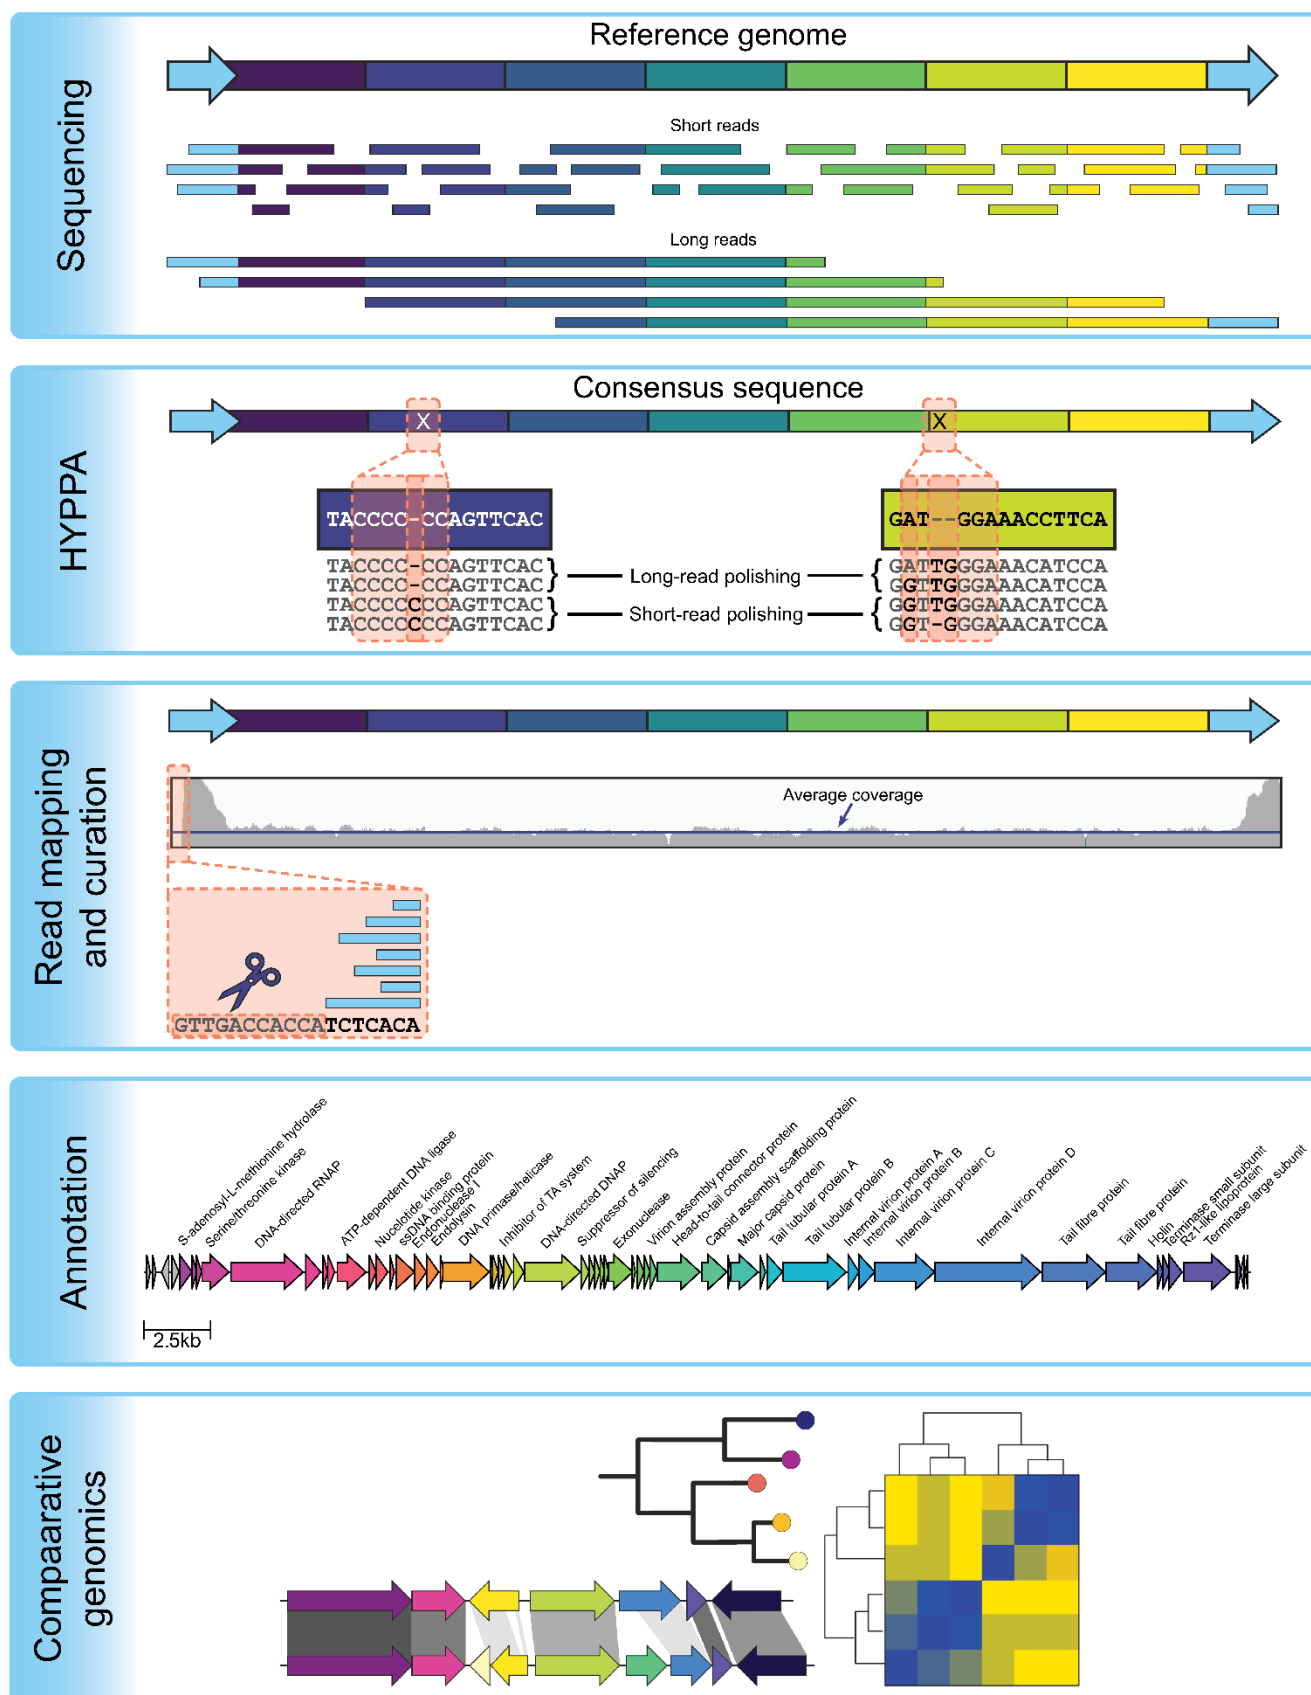 Sequencing
Reference genome
Short reads
Long reads
HYPPA
Consensus sequence
X
X
TACCCC-CCAGTTCAC
GAT--GGAAACCTTCA
TACCCC-CCAGTTCAC
TACCCC-CCAGTTCAC
TACCCCCCCAGTTCAC
TACCCCCCCAGTTCAC
Long-read polishing
Short-read polishing
GATTGGGAAACATCCA
GGTTGGGAAACATCCA
GGTTGGGAAACATCCA
GGT-GGGAAACATCCA
Read mapping
and curation
Average coverage
GTTGACCACCATCTCACA
Annotation
S-adenosyl-L-methionine hydrolase
Serine/threonine kinase
DNA-directed RNAP
ATP-dependent DNA ligase
Nucelotide kinase
ssDNA binding protein
Endonuclease I
Endolysin
DNA primase/helicase
Inhibitor of TA system
DNA-directed DNAP
Suppressor of silencing
Exonuclease
Virion assembly protein
Head-to-tail connector protein
Capsid assembly scaffolding protein
Major capsid protein
Tail tubular protein A
Tail tubular protein B
Internal virion protein A
Internal virion protein B
Internal virion protein C
Internal virion protein D
Tail fibre protein
Tail fibre protein
Holin
Terminase small subunit
Rz1-like lipoprotein
Terminase large subunit
2.5kb
Compaarative
genomics